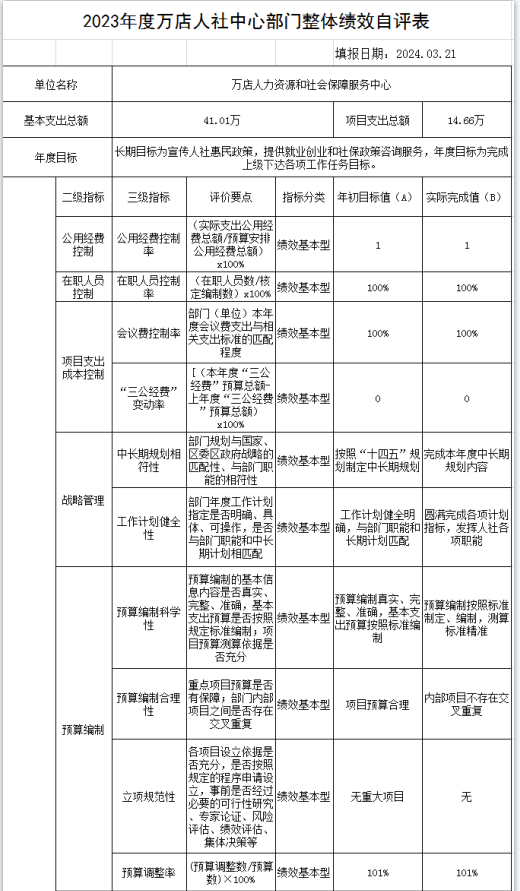 2023年度万店人社中心部门整体绩效自评表
填报日期：2024.03.21
单位名称
万店人力资源和社会保障服务中心
基本支出总额
41.01万
项目支出总额
14.66万
年度目标
长期目标为宣传人社惠民政策，提供就业创业和社保政策咨询服务，年度目标为完成
上级下达各项工作任务目标。
二级指标
三级指标
评价要点
指标分类
年初目标值（A）
实际完成值（B）
公用经费
控制
公用经费控制
率
（实际支出公用经
费总额/预算安排
公用经费总额）
x100%
绩效基本型
1
1
在职人员
控制
在职人员控制
率
（在职人员数/核
定编制数）x100%
绩效基本型
100%
100%
项目支出
成本控制
会议费控制率
部门（单位）本年
度会议费支出与相
关支出标准的匹配
程度
绩效基本型
100%
100%
“三公经费”
变动率
[（本年度“三公
经费”预算总额-
上年度“三公经费
”预算总额）
x100%
绩效基本型
0
0
战略管理
中长期规划相
符性
部门规划与国家、
区委区政府战略的
匹配性、与部门职
能的相符性
绩效基本型
按照“十四五”规
划制定中长期规划
完成本年度中长期
规划内容
工作计划健全
性
部门年度工作计划
指定是否明确、具
体、可操作，是否
与部门职能和中长
期计划相匹配
绩效基本型
工作计划健全明
确，与部门职能和
长期计划匹配
圆满完成各项计划
指标，发挥人社各
项职能
预算编制
预算编制科学
性
预算编制的基本信
息内容是否真实、
完整、准确，基本
支出预算是否按照
规定标准编制；项
目预算测算依据是
否充分
绩效基本型
预算编制真实、完
整、准确，基本支
出预算按照标准编
制
预算编制按照标准
制定、编制，测算
标准精准
预算编制合理
性
重点项目预算是否
有保障；部门内部
项目之间是否存在
交叉重复
绩效基本型
项目预算合理
内部项目不存在交
叉重复
立项规范性
各项目设立依据是
否充分，是否按照
规定的程序申请设
立，事前是否经过
必要的可行性研究
、专家论证、风险
评估、绩效评估、
集体决策等
绩效基本型
无重大项目
无
预算调整率
(预算调整数/预算
数)×100%
绩效基本型
101%
101%